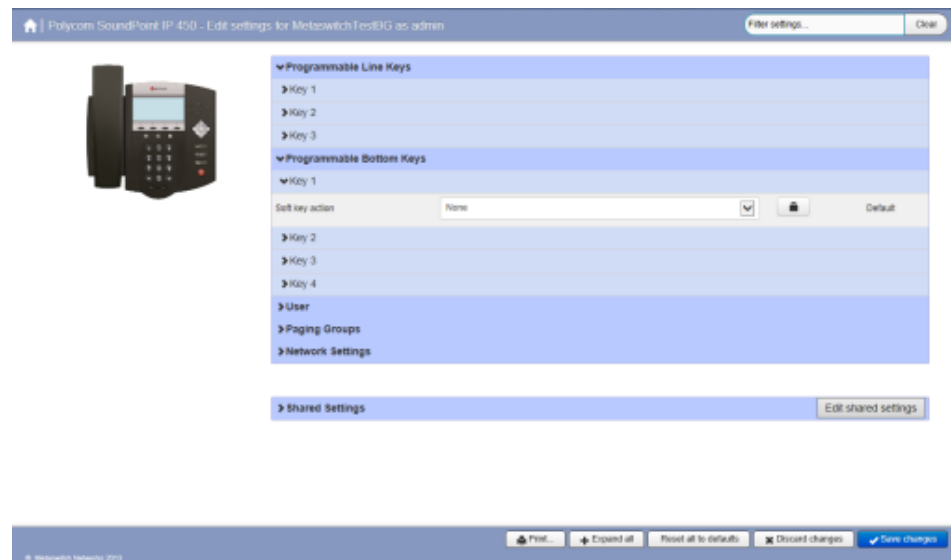 Polycom SoundPoint IP 450 - Edit settings for MetaswitchTestBG as admin
Filter settings...
Clear
Programmable Line Keys
Key 1
Key 2
Key 3
Programmable Bottom Keys
Key 1
Soft key action None Default
Key 2
Key 3
Key 4
User
Paging Groups
Network Settings
Shared Settings
Edit shared settings
Print...
Expand all
Reset all to defaults
Discard changes
Save changes
© Metaswitch Networks 2013